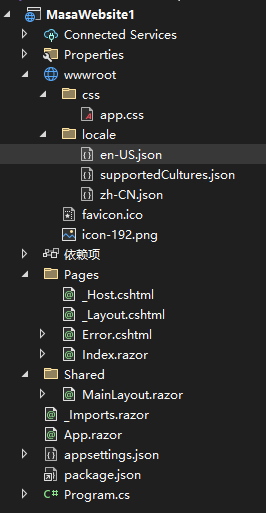 MasaWebsite1
Connected Services
Properties
wwwroot
css
app.css
locale
en-US.json
supportedCultures.json
zh-CN.json
favicon.ico
icon-192.png
依赖项
Pages
_Host.cshtml
_Layout.cshtml
Error.cshtml
Index.razor
Shared
MainLayout.razor
_Imports.razor
App.razor
appsettings.json
package.json
C# Program.cs